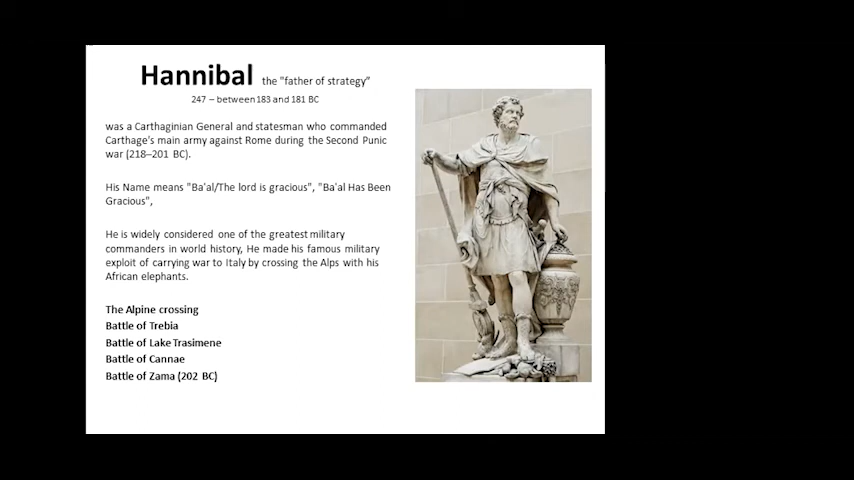 Hannibal the "father of strategy"
247 – between 183 and 181 BC
was a Carthaginian General and statesman who commanded
Carthage's main army against Rome during the Second Punic
war (218–201 BC).
His Name means "Ba'al/The lord is gracious", "Ba'al Has Been
Gracious",
He is widely considered one of the greatest military
commanders in world history, He made his famous military
exploit of carrying war to Italy by crossing the Alps with his
African elephants.
The Alpine crossing
Battle of Trebia
Battle of Lake Trasimene
Battle of Cannae
Battle of Zama (202 BC)